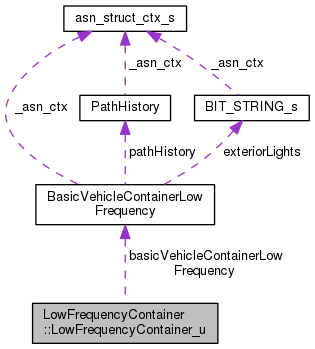 asn_struct_ctx_s
_asn_ctx
_asn_ctx
_asn_ctx
PathHistory
BIT_STRING_s
pathHistory
exteriorLights
BasicVehicleContainerLow
Frequency
basicVehicleContainerLow
Frequency
LowFrequencyContainer
::LowFrequencyContainer_u